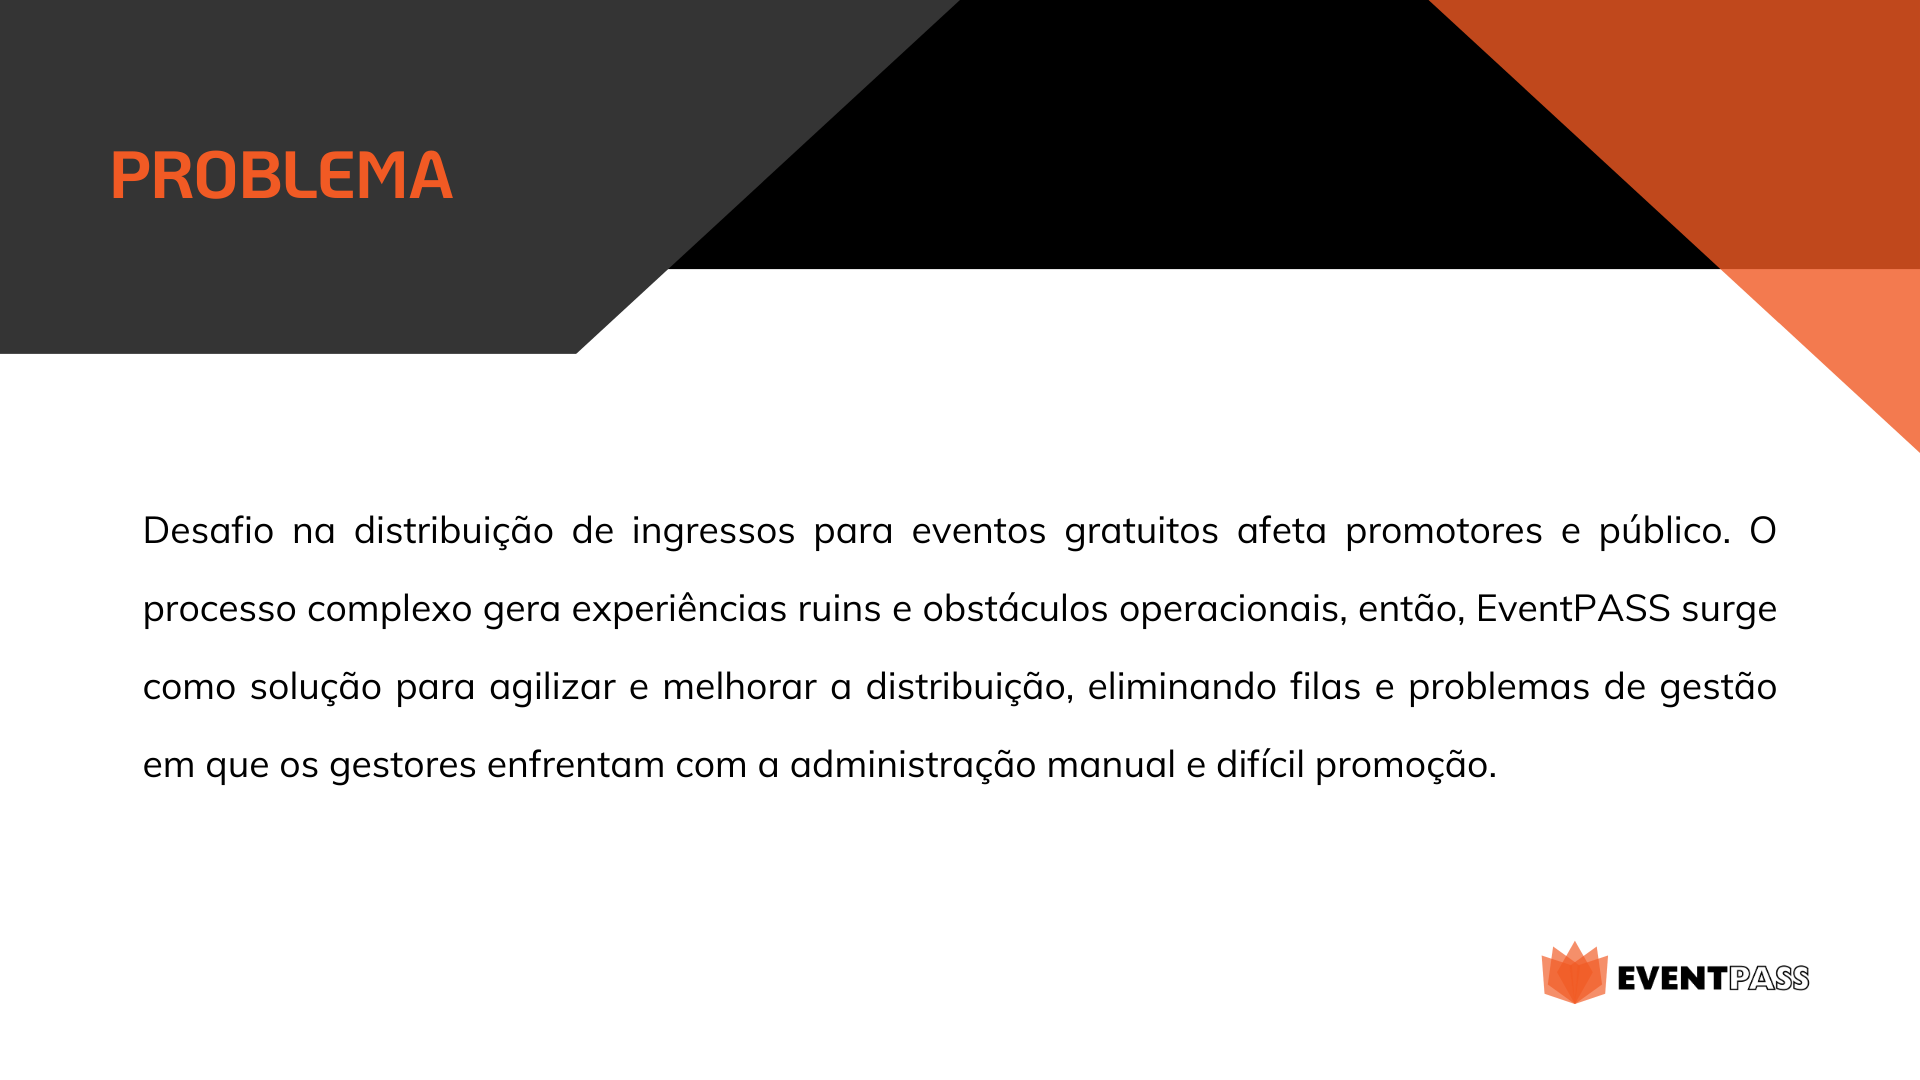 PROBLEMA
Desafio na distribuição de ingressos para eventos gratuitos afeta promotores e público. O
processo complexo gera experiências ruins e obstáculos operacionais, então, EventPASS surge
como solução para agilizar e melhorar a distribuição, eliminando filas e problemas de gestão
em que os gestores enfrentam com a administração manual e difícil promoção.
EVENTPASS